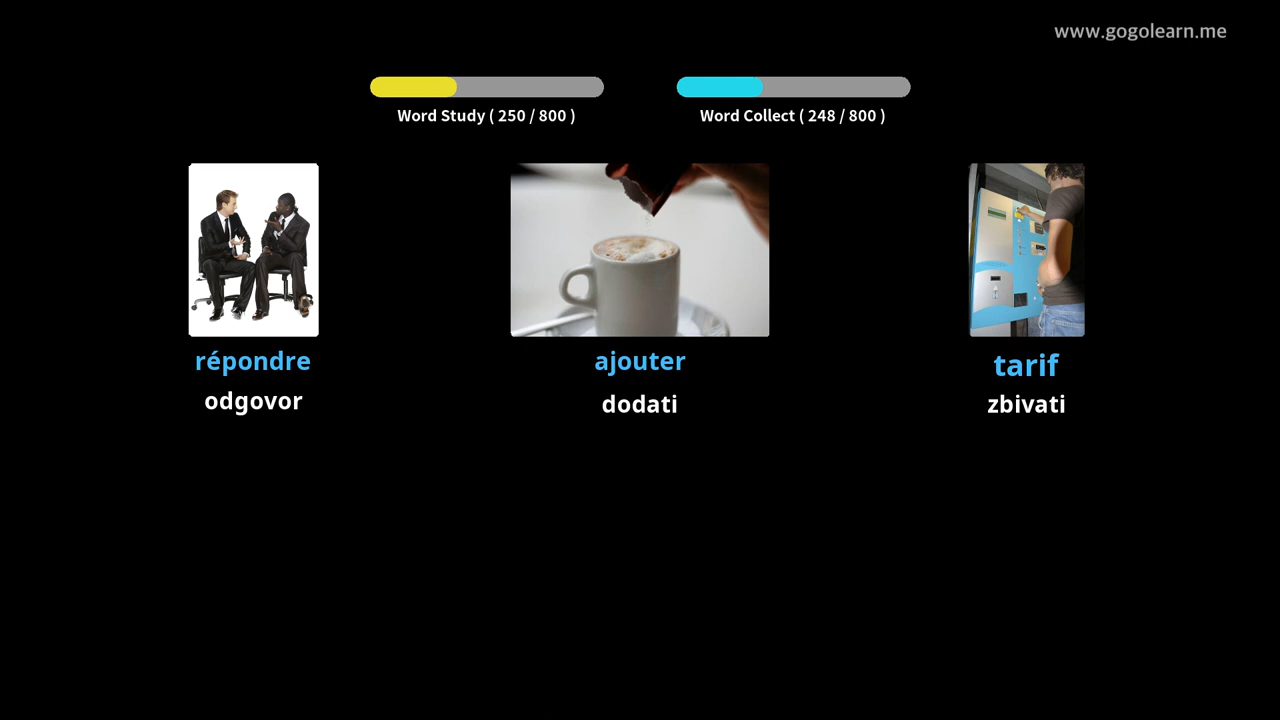 www.gogolearn.me
Word Study ( 250 / 800 )
Word Collect ( 248 / 800 )
répondre
ajouter
tarif
odgovor
dodati
zbivati